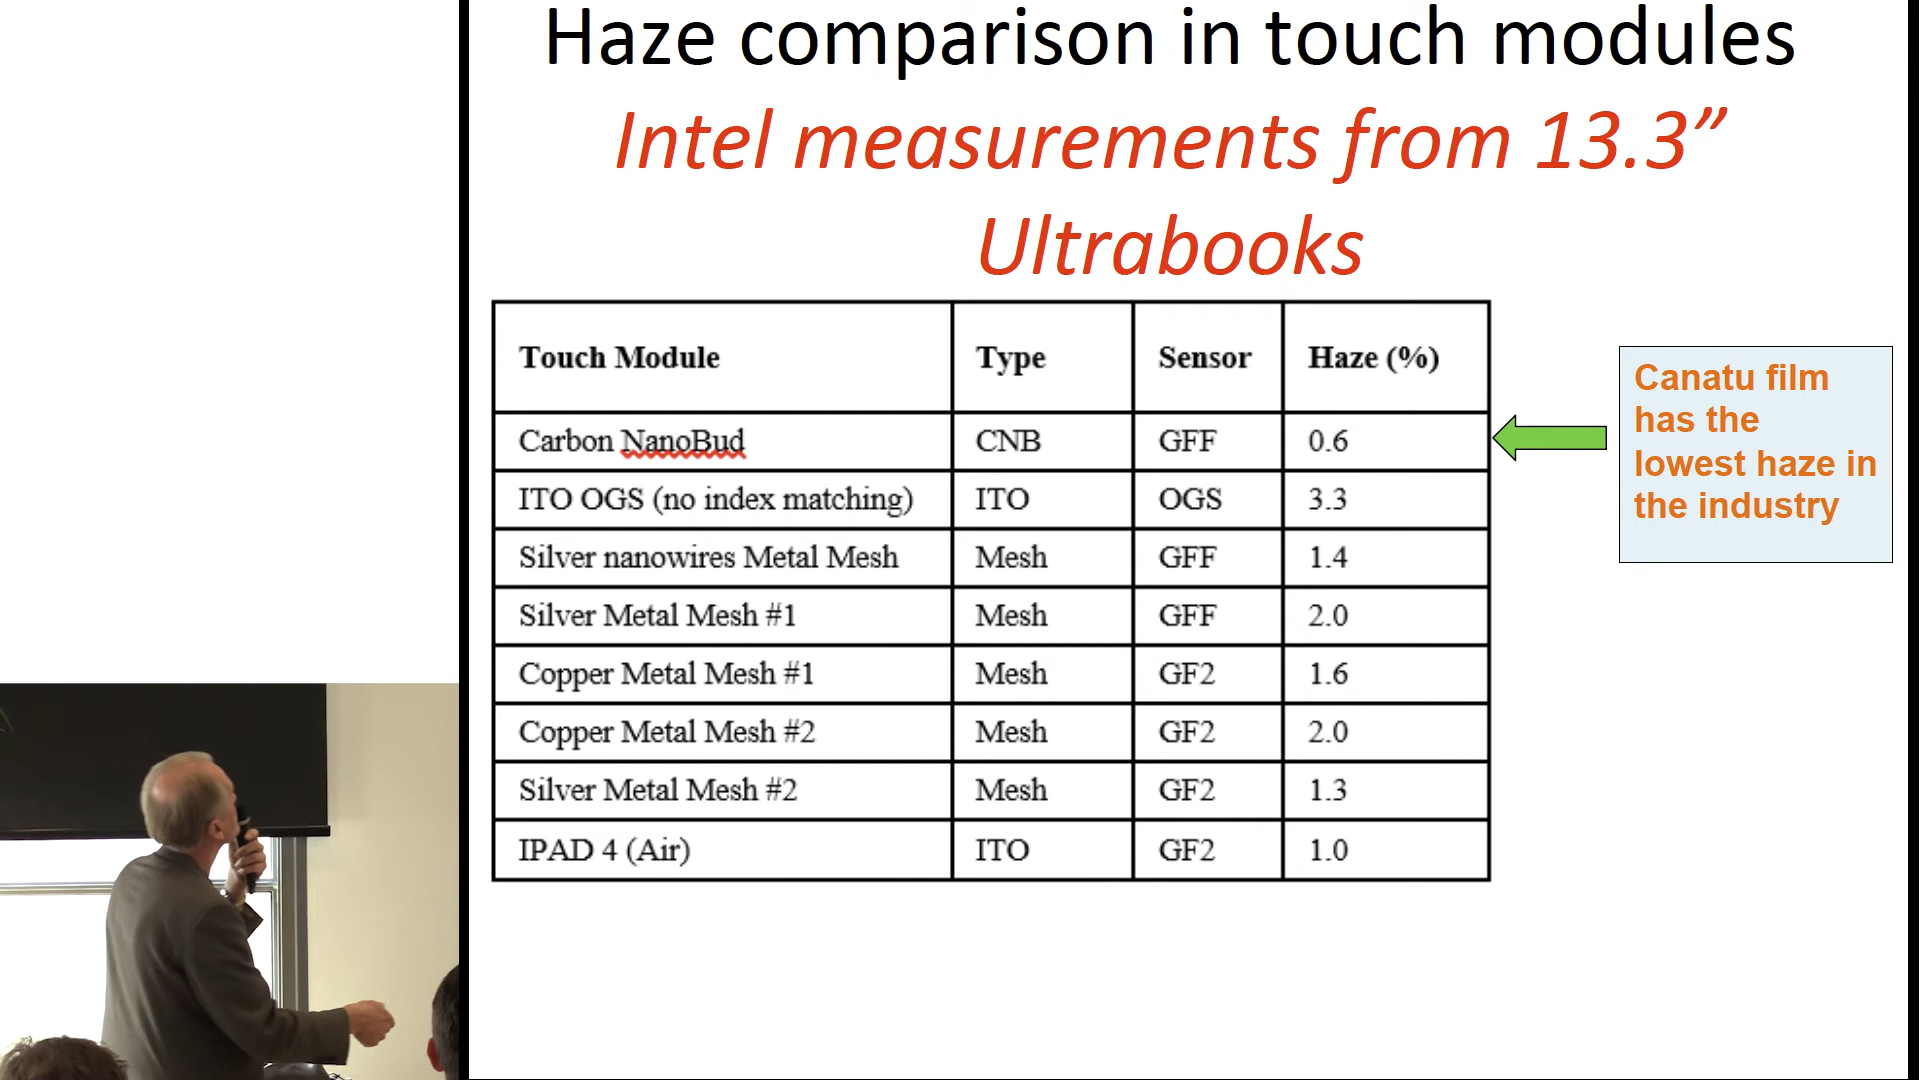 Haze comparison in touch modules
Intel measurements from 13.3”
Ultrabooks
Touch Module Type Sensor Haze (%)
Carbon NanoBud CNB GFF 0.6
ITO OGS (no index matching) ITO OGS 3.3
Silver nanowires Metal Mesh Mesh GFF 1.4
Silver Metal Mesh #1 Mesh GFF 2.0
Copper Metal Mesh #1 Mesh GF2 1.6
Copper Metal Mesh #2 Mesh GF2 2.0
Silver Metal Mesh #2 Mesh GF2 1.3
IPAD 4 (Air) ITO GF2 1.0
Canatu film
has the
lowest haze in
the industry